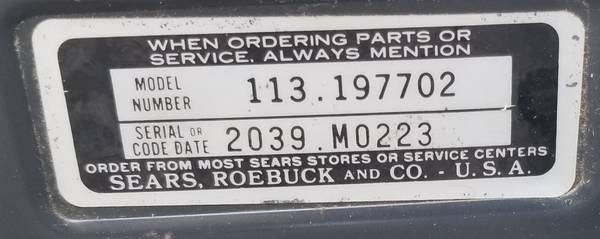 WHEN ORDERING PARTS OR
SERVICE, ALWAYS MENTION
MODEL
NUMBER 113.197702
SERIAL OR
CODE DATE 2039.M0223
ORDER FROM MOST SEARS STORES OR SERVICE CENTERS
SEARS, ROEBUCK AND CO. - U.S.A.